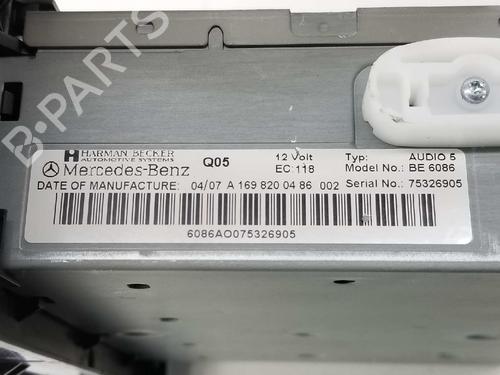 B-PARTS
HARMAN BECKER
AUTOMOTIVE SYSTEMS
Mercedes-Benz Q05 12 Volt EC 118 Typ: AUDIO 5 Model No.: BE 6086
DATE OF MANUFACTURE: 04/07 A 169 820 04 86 002 Serial No.: 75326905
6086AO075326905